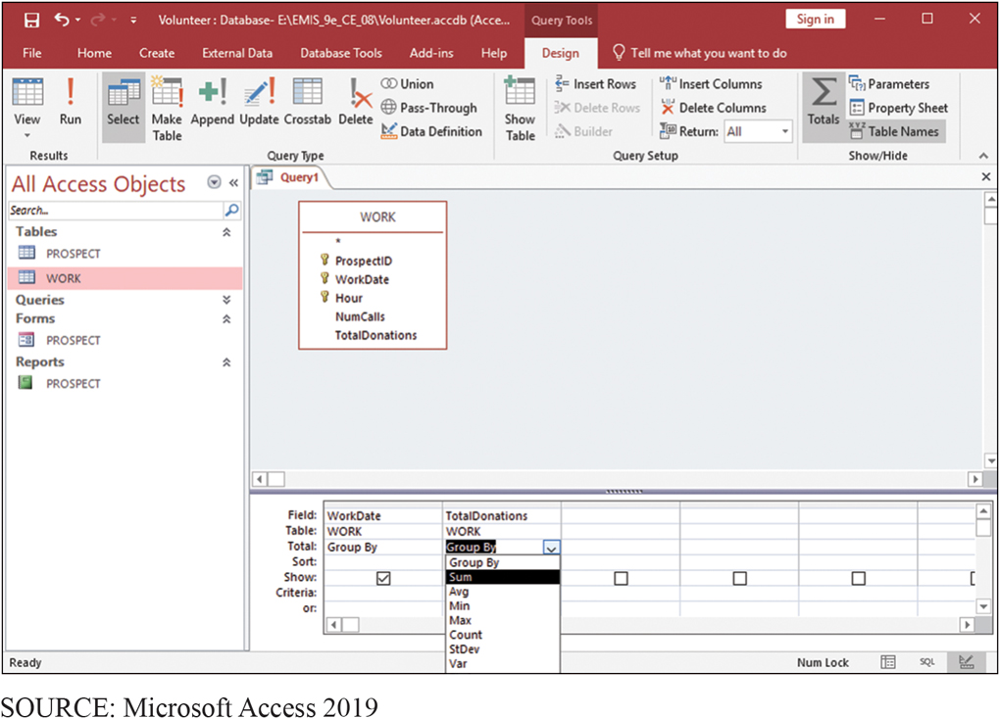 Volunteer : Database- E:\EMIS_9e_CE_08\Volunteer.accdb (Acce... Query Tools Sign in
File Home Create External Data Database Tools Add-ins Help Design Tell me what you want to do
View Run Select Make Table Append Update Crosstab Delete
Union
Pass-Through
Data Definition
Show Table
Insert Rows
Delete Rows
Builder
Insert Columns
Delete Columns
Return: All
Totals
Parameters
Property Sheet
XYZ Table Names
Results Query Type Query Setup Show/Hide
All Access Objects
Search...
Tables
PROSPECT
WORK
Queries
Forms
PROSPECT
Reports
PROSPECT
Query1
WORK
*
ProspectID
WorkDate
Hour
NumCalls
TotalDonations
Field: WorkDate TotalDonations
Table: WORK WORK
Total: Group By Group By
Sort:
Show:
Criteria:
or:
Group By
Sum
Avg
Min
Max
Count
StDev
Var
Ready Num Lock SQL
SOURCE: Microsoft Access 2019